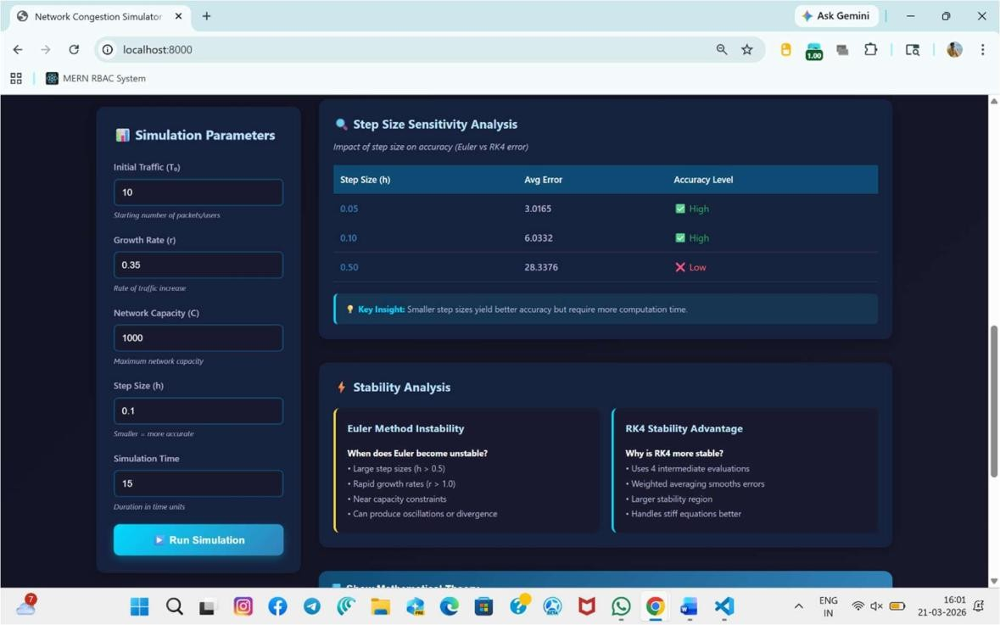 Network Congestion Simulator
Ask Gemini
localhost:8000
1.00
MERN RBAC System
Simulation Parameters
Initial Traffic (T₀)
10
Starting number of packets/users
Growth Rate (r)
0.35
Rate of traffic increase
Network Capacity (C)
1000
Maximum network capacity
Step Size (h)
0.1
Smaller = more accurate
Simulation Time
15
Duration in time units
Run Simulation
Step Size Sensitivity Analysis
Impact of step size on accuracy (Euler vs RK4 error)
Step Size (h) Avg Error Accuracy Level
0.05 3.0165 ✅ High
0.10 6.0332 ✅ High
0.50 28.3376 ❌ Low
💡 Key Insight: Smaller step sizes yield better accuracy but require more computation time.
⚡ Stability Analysis
Euler Method Instability
When does Euler become unstable?
• Large step sizes (h > 0.5)
• Rapid growth rates (r > 1.0)
• Near capacity constraints
• Can produce oscillations or divergence
RK4 Stability Advantage
Why is RK4 more stable?
• Uses 4 intermediate evaluations
• Weighted averaging smooths errors
• Larger stability region
• Handles stiff equations better
Show Mathematical Theory
7
PRE
BETA
ENG
IN
16:01
21-03-2026